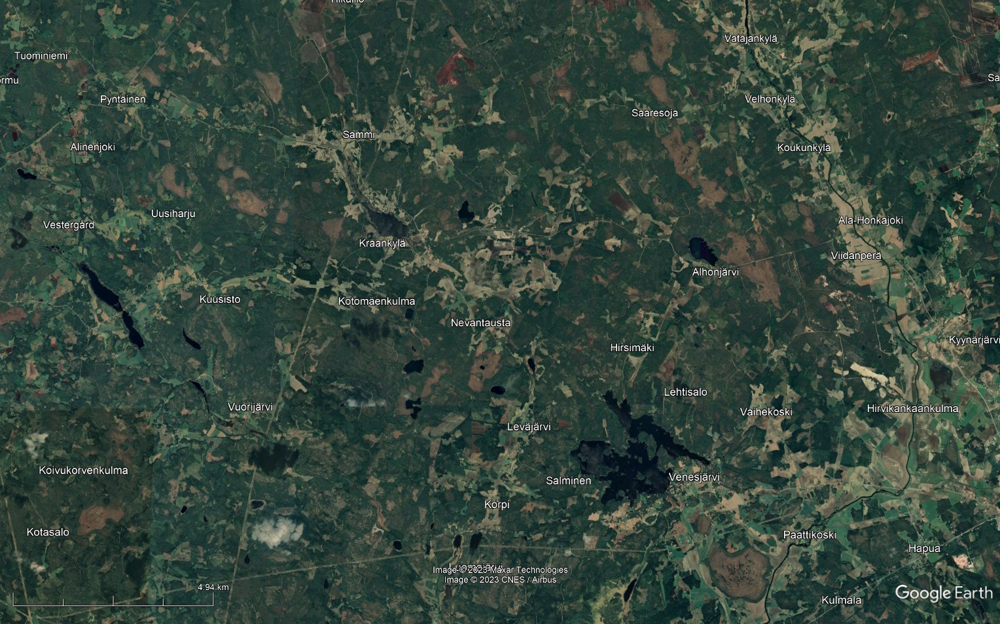 Tuominiemi
Vatajankylä
Pyntäinen
Velhonkylä
Saaresoja
Sammi
Alinenjoki
Koukunkylä
Uusiharju
Vestergård
Ala-Honkajoki
Kraankylä
Viidanperä
Alhonjärvi
Kuusisto
Kotomäenkulma
Nevantausta
Kyynärjärvi
Hirsimäki
Lehtisalo
Vuorijärvi
Hirvikankaankulma
Vaihekoski
Leväjärvi
Koivukorvenkulma
Salminen
Venesjärvi
Korpi
Kotasalo
Paattikoski
Hapua
Image © 2023 Maxar Technologies
Image © 2023 CNES / Airbus
4.94 km
Google Earth
Kulmala